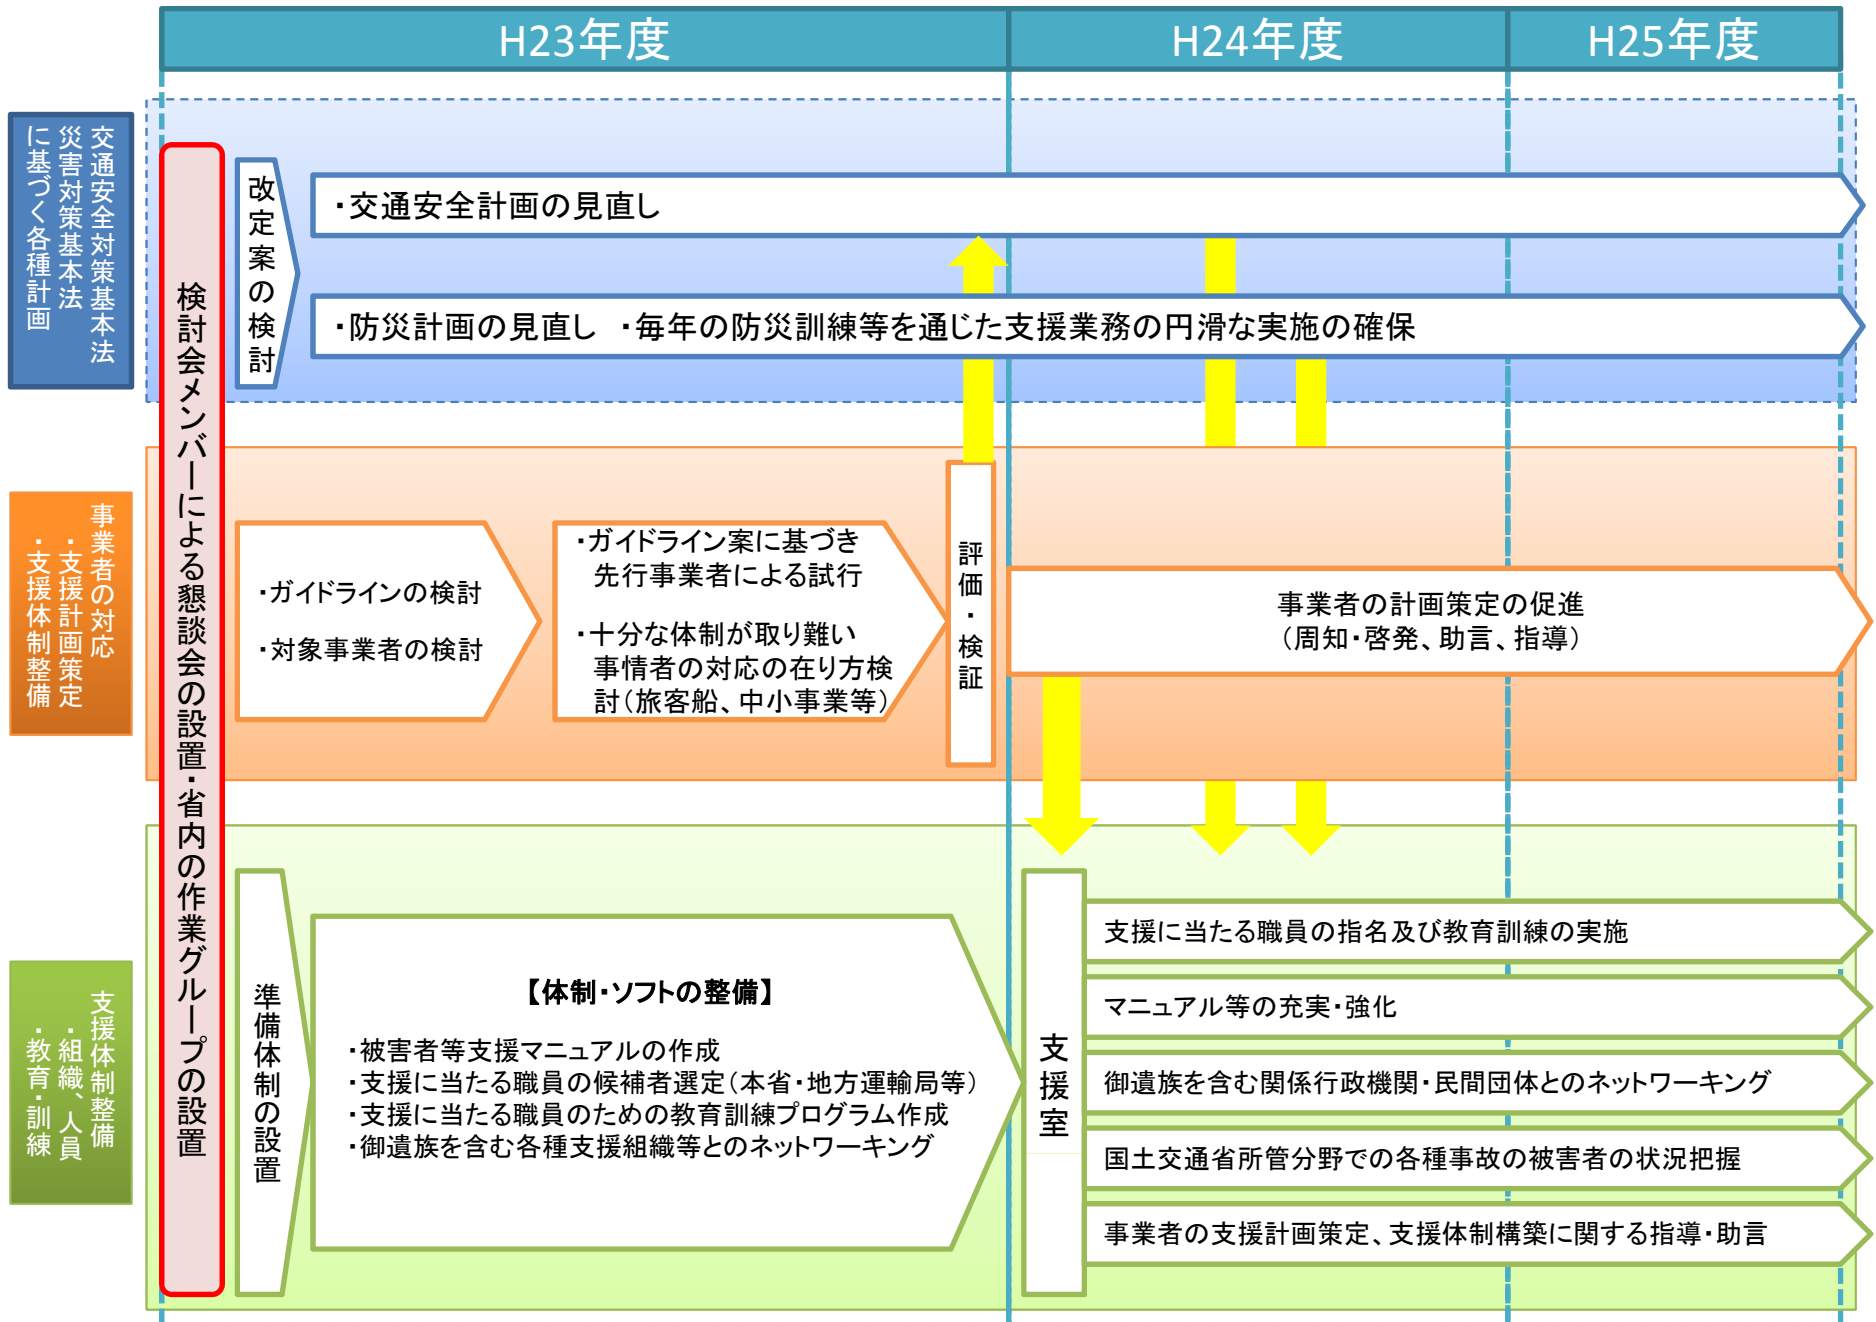 H23年度
H24年度
H25年度
交通安全対策基本法
災害対策基本法
に基づく各種計画
検討会メンバーによる懇談会の設置・省内の作業グループの設置
改定案の検討
・交通安全計画の見直し
・防災計画の見直し ・毎年の防災訓練等を通じた支援業務の円滑な実施の確保
事業者の対応
・支援計画策定
・支援体制整備
・ガイドラインの検討
・対象事業者の検討
・ガイドライン案に基づき
先行事業者による試行
・十分な体制が取り難い
事情者の対応の在り方検
討(旅客船、中小事業等)
評価・検証
事業者の計画策定の促進
(周知・啓発、助言、指導)
支援体制整備
・組織、人員
・教育・訓練
準備体制の設置
【体制・ソフトの整備】
・被害者等支援マニュアルの作成
・支援に当たる職員の候補者選定(本省・地方運輸局等)
・支援に当たる職員のための教育訓練プログラム作成
・御遺族を含む各種支援組織等とのネットワーキング
支援室
支援に当たる職員の指名及び教育訓練の実施
マニュアル等の充実・強化
御遺族を含む関係行政機関・民間団体とのネットワーキング
国土交通省所管分野での各種事故の被害者の状況把握
事業者の支援計画策定、支援体制構築に関する指導・助言